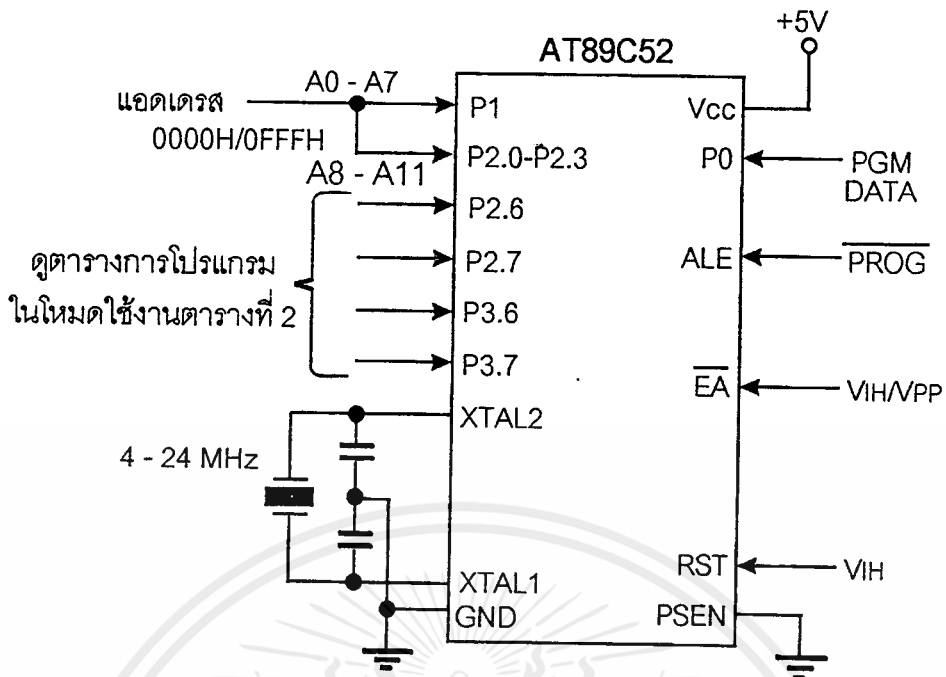 +5V
AT89C52
A0 - A7
แอดเดรส
0000H/0FFFH
A8 - A11
P1
P2.0-P2.3
P2.6
P2.7
P3.6
P3.7
ดูตารางการโปรแกรม
ในโหมดใช้งานตารางที่ 2
XTAL2
4 - 24 MHz
XTAL1
GND
Vcc
P0
PGM
DATA
ALE
PROG
EA
VIH/VPP
RST
VIH
PSEN